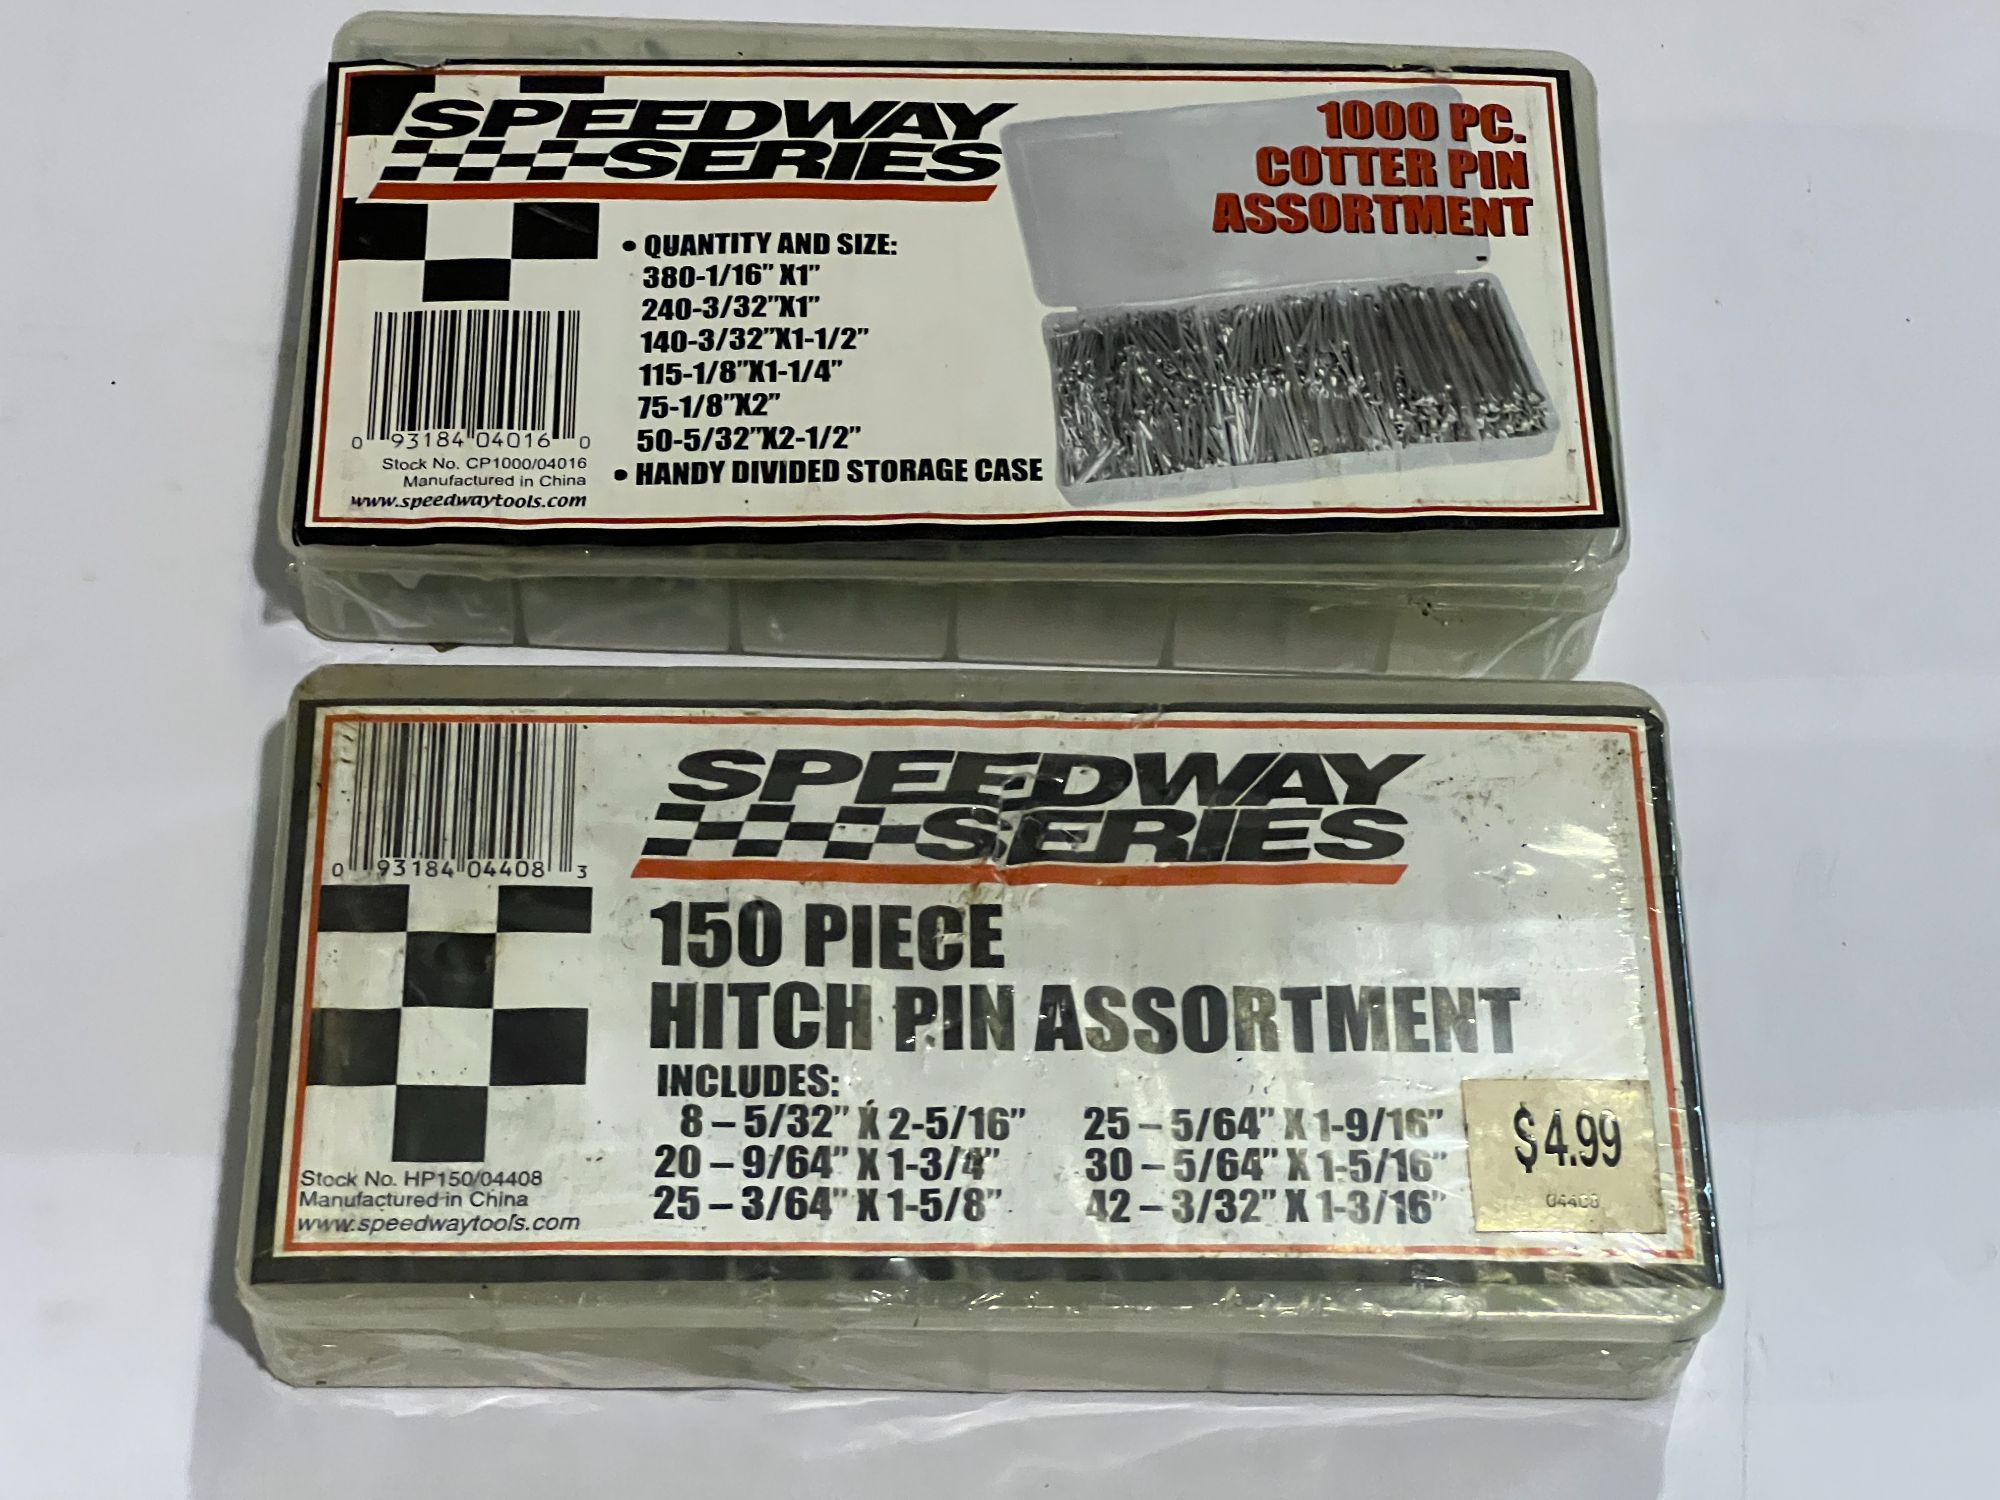 SPEEDWAY
SERIES
1000 PC.
COTTER PIN
ASSORTMENT
• QUANTITY AND SIZE:
380-1/16" X1"
240-3/32"X1"
140-3/32"X1-1/2"
115-1/8"X1-1/4"
75-1/8"X2"
50-5/32"X2-1/2"
• HANDY DIVIDED STORAGE CASE
0 93184 04016 0
Stock No. CP1000/04016
Manufactured in China
www.speedwaytools.com
0 93184 04408 3
SPEEDWAY
SERIES
150 PIECE
HITCH PIN ASSORTMENT
INCLUDES:
8 – 5/32" X 2-5/16"
20 – 9/64" X 1-3/4"
25 – 3/64" X 1-5/8"
25 – 5/64" X 1-9/16"
30 – 5/64" X 1-5/16"
42 – 3/32" X 1-3/16"
Stock No. HP150/04408
Manufactured in China
www.speedwaytools.com
$4.99